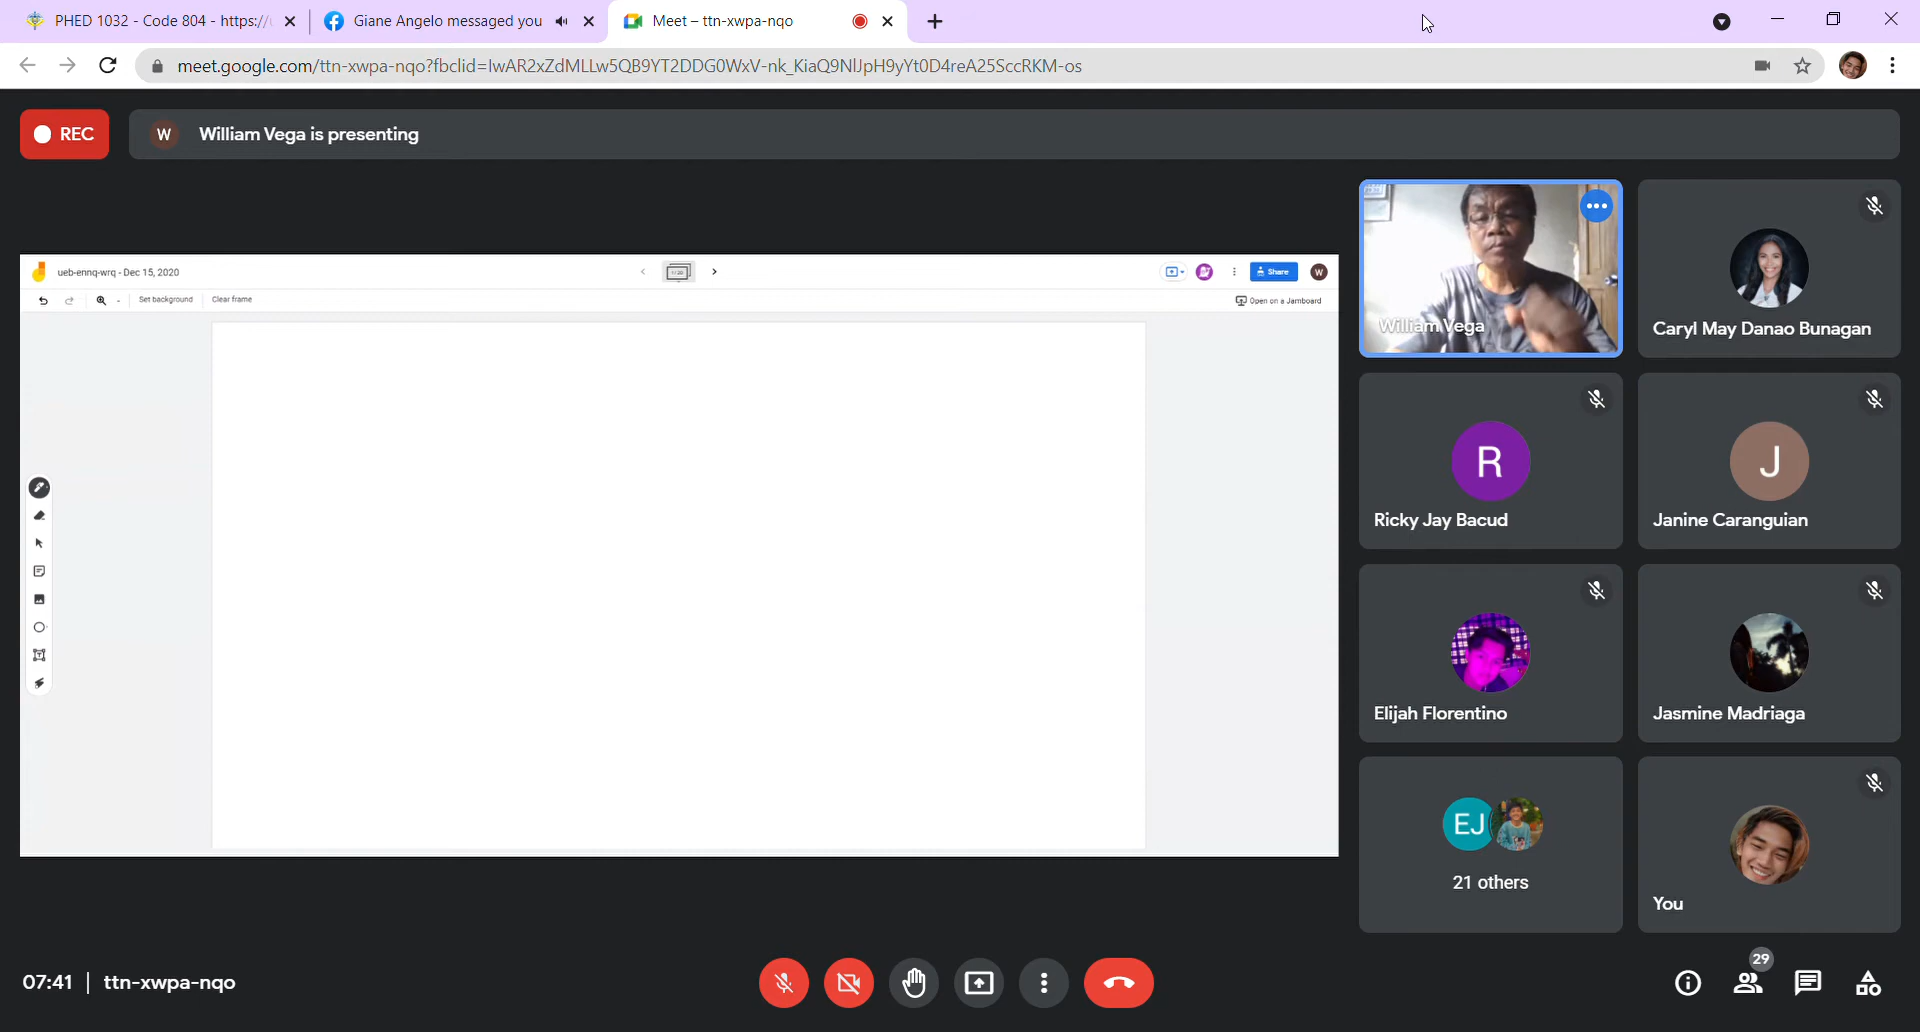 PHED 1032 - Code 804 - https://
Giane Angelo messaged you
Meet – ttn-xwpa-nqo
meet.google.com/ttn-xwpa-nqo?fbclid=IwAR2xZdMLLw5QB9YT2DDG0WxV-nk_KiaQ9NIJpH9yYt0D4reA25SccRKM-os
REC
W
William Vega is presenting
ueb-ennq-wrq - Dec 15, 2020
Share
W
Set background
Clear frame
Open on a Jamboard
William Vega
Caryl May Danao Bunagan
R
Ricky Jay Bacud
J
Janine Caranguian
Elijah Florentino
Jasmine Madriaga
EJ
21 others
You
07:41
ttn-xwpa-nqo
29